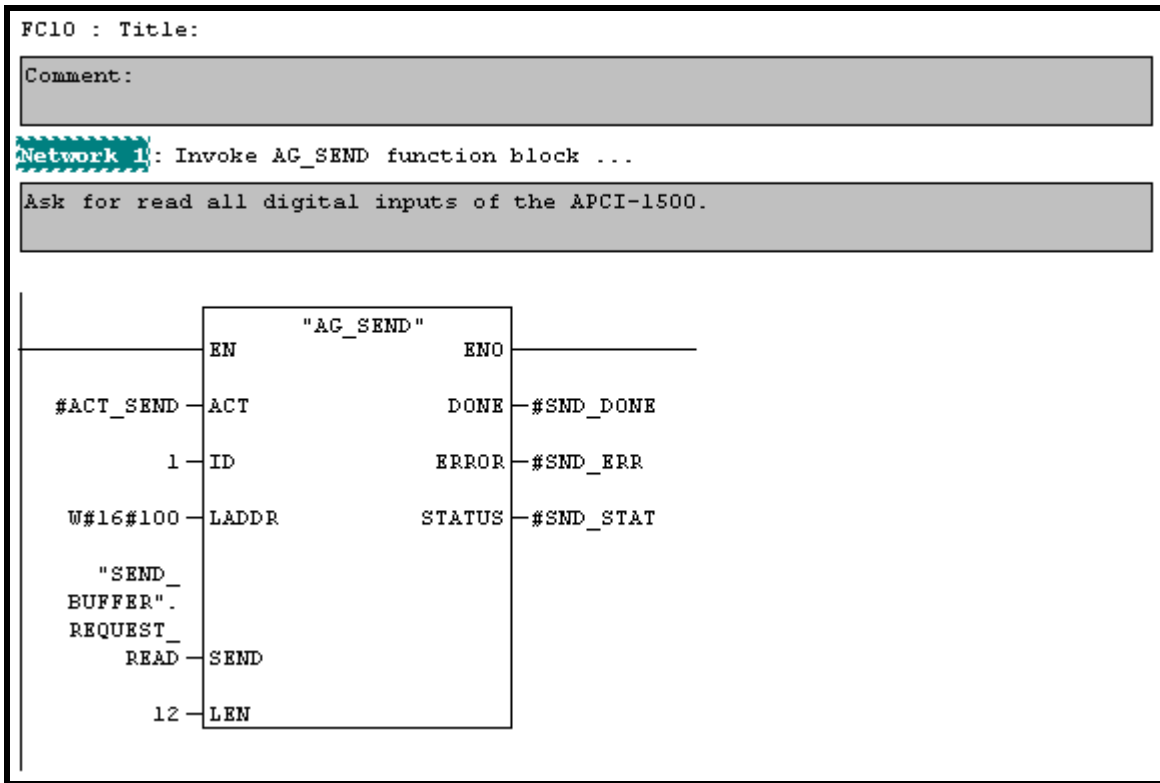 FC10 : Title:
Comment:
Network 1: Invoke AG_SEND function block ...
Ask for read all digital inputs of the APCI-1500.
"AG_SEND"
EN ENO
#ACT_SEND ACT DONE #SND_DONE
1 ID ERROR #SND_ERR
W#16#100 LADDR STATUS #SND_STAT
"SEND_
BUFFER".
REQUEST_
READ SEND
12 LEN